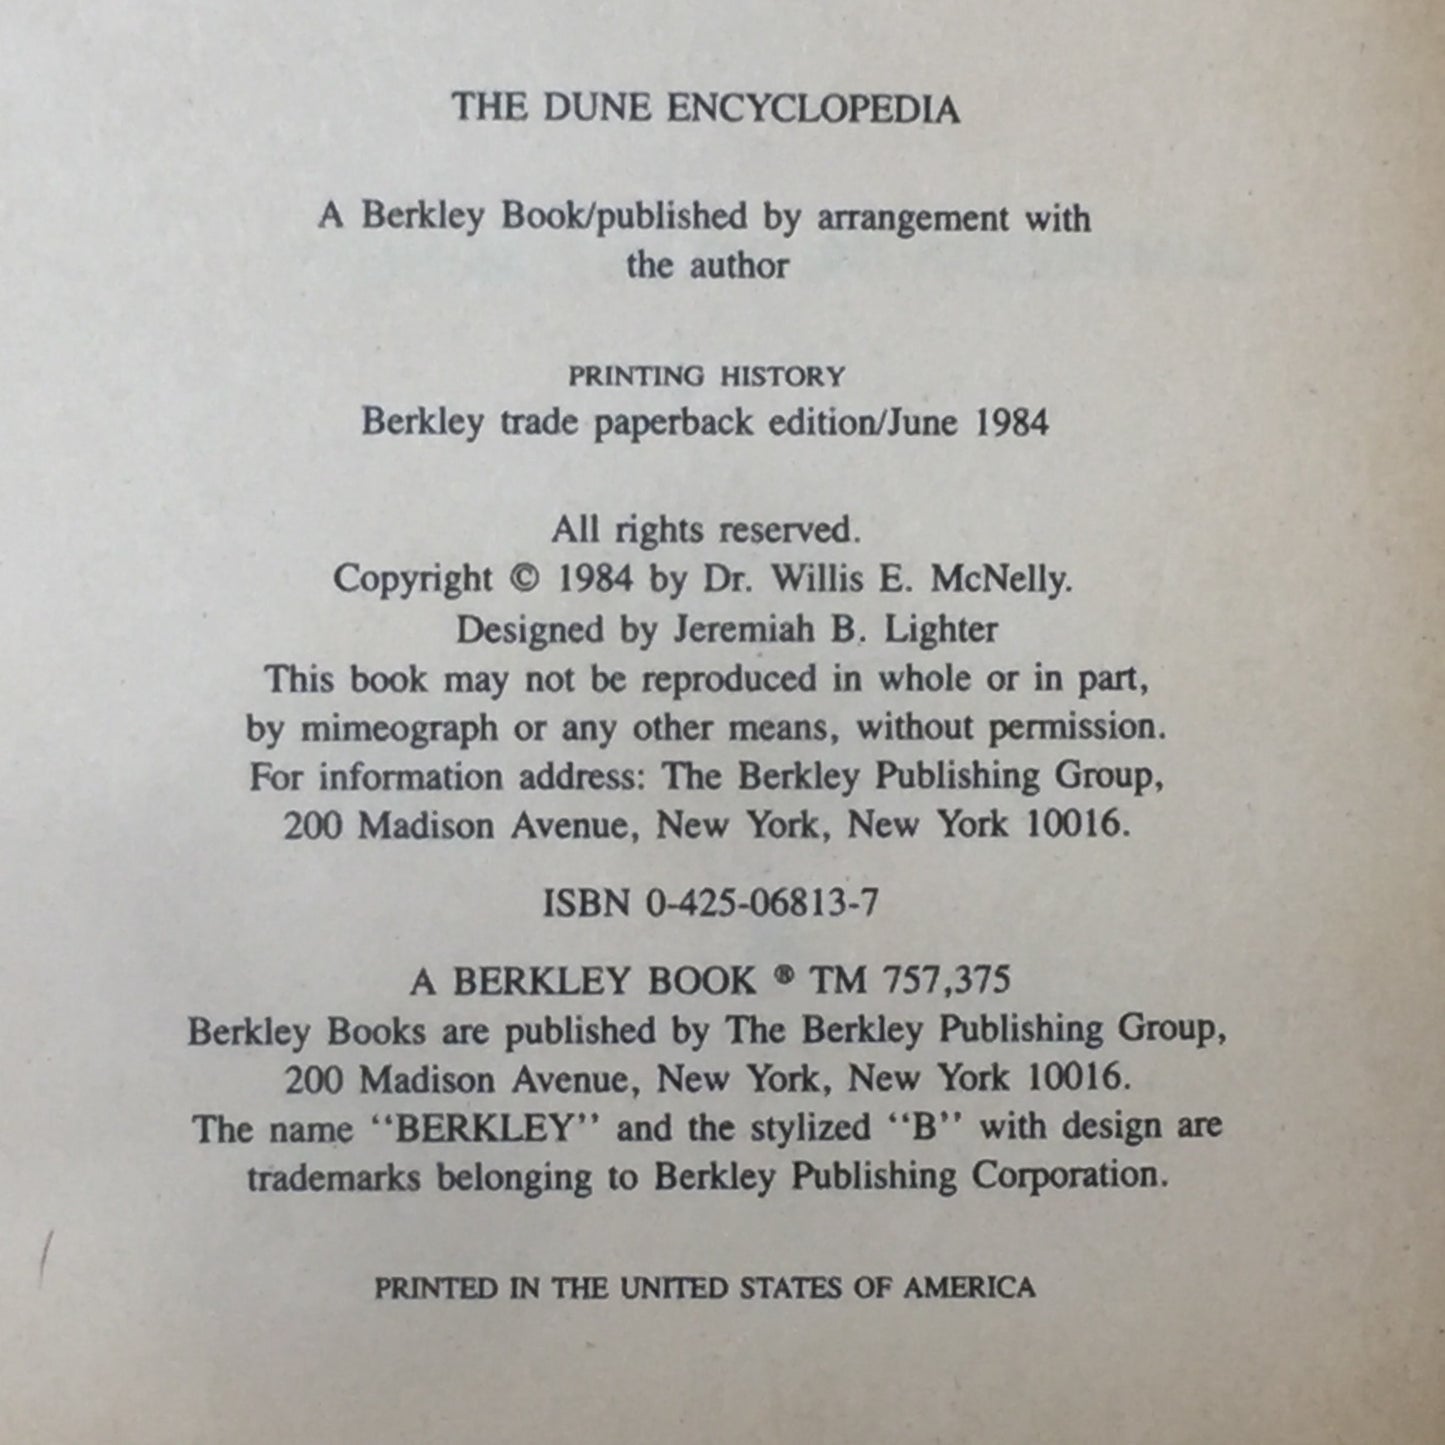 THE DUNE ENCYCLOPEDIA
A Berkley Book/published by arrangement with
the author
PRINTING HISTORY
Berkley trade paperback edition/June 1984
All rights reserved.
Copyright © 1984 by Dr. Willis E. McNelly.
Designed by Jeremiah B. Lighter
This book may not be reproduced in whole or in part,
by mimeograph or any other means, without permission.
For information address: The Berkley Publishing Group,
200 Madison Avenue, New York, New York 10016.
ISBN 0-425-06813-7
A BERKLEY BOOK ® TM 757,375
Berkley Books are published by The Berkley Publishing Group,
200 Madison Avenue, New York, New York 10016.
The name ‘‘BERKLEY’’ and the stylized ‘‘B’’ with design are
trademarks belonging to Berkley Publishing Corporation.
PRINTED IN THE UNITED STATES OF AMERICA